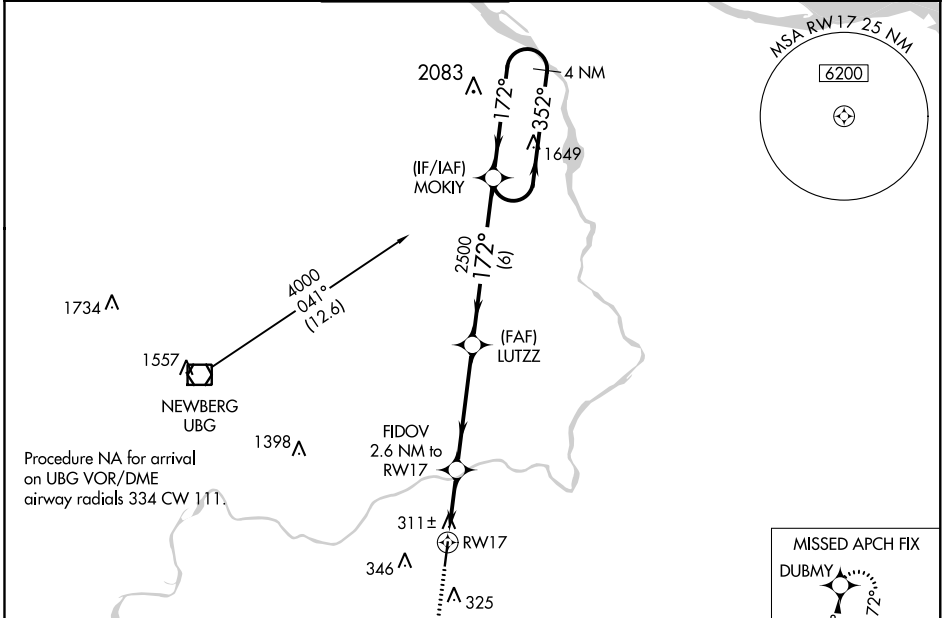 MSA RW17 25 NM
6200
2083
4 NM
172°
352°
1649
(IF/IAF)
MOKIY
2500
172°
(6)
4000
041°
(12.6)
1734
(FAF)
LUTZZ
1557
NEWBERG
UBG
FIDOV
2.6 NM to
RW17
1398
Procedure NA for arrival
on UBG VOR/DME
airway radials 334 CW 111.
311±
RW17
346
325
MISSED APCH FIX
DUBMY